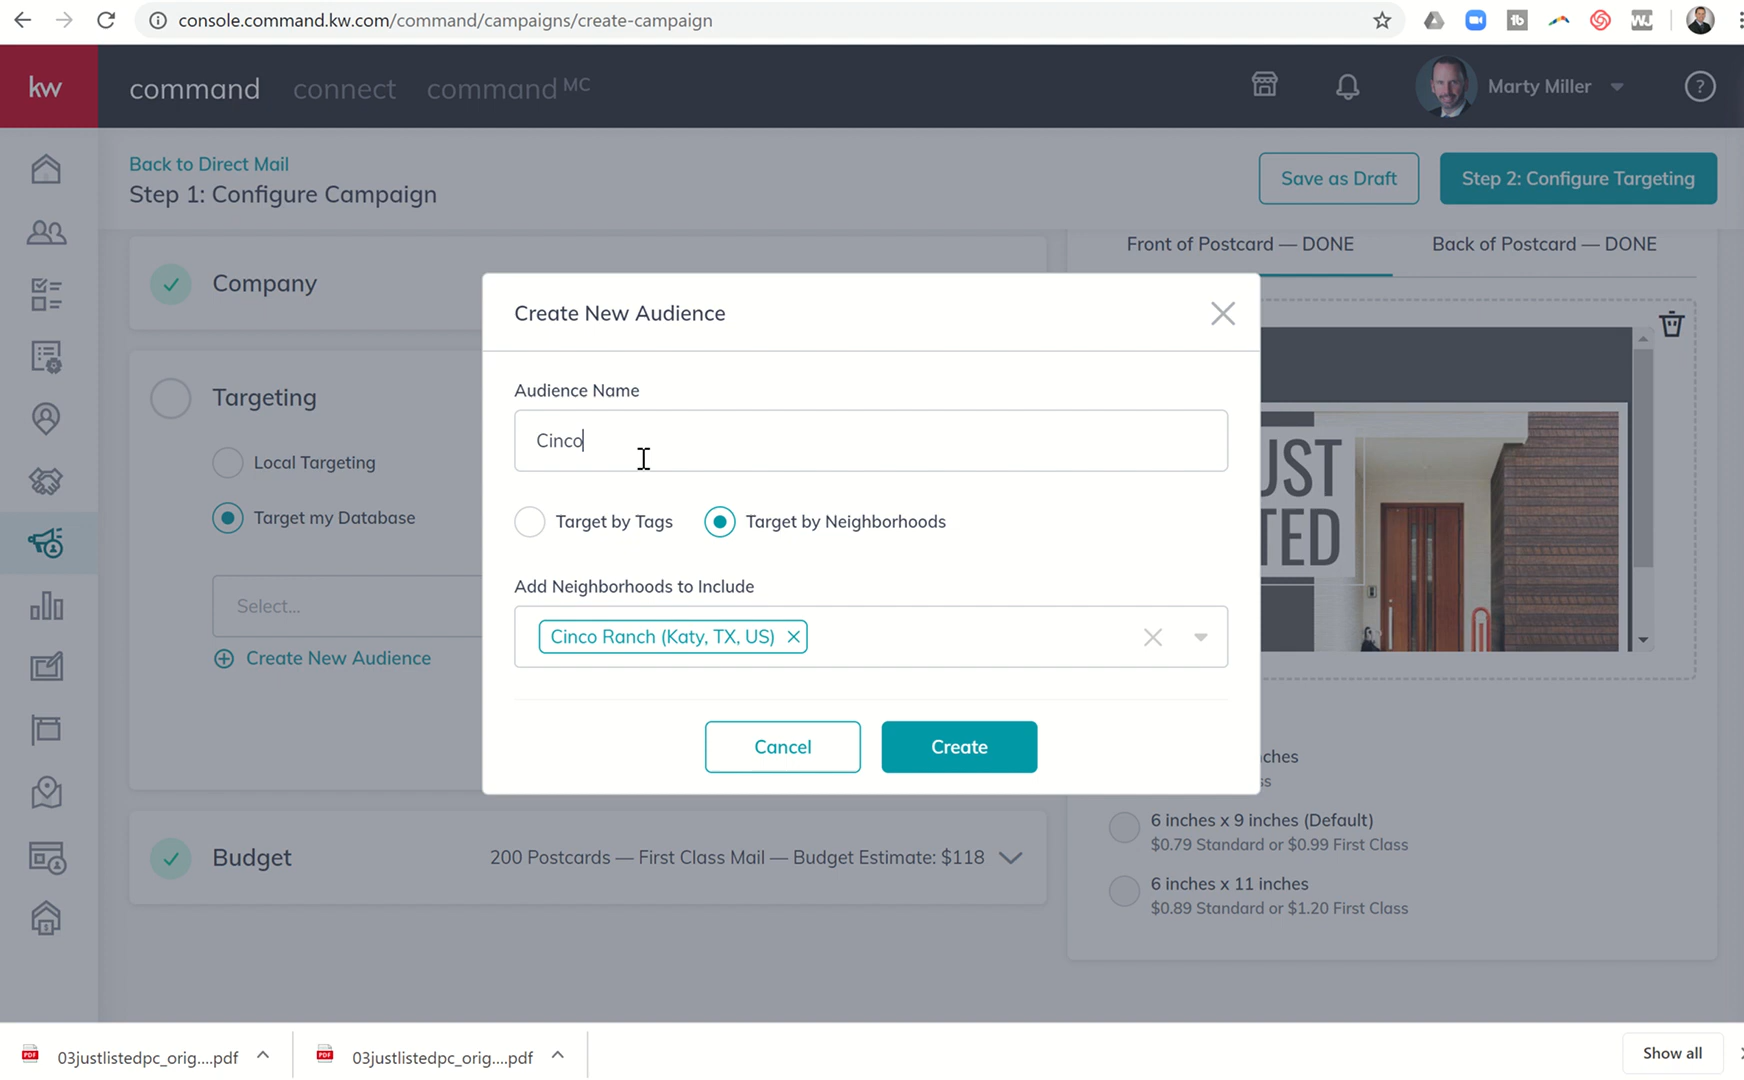 console.command.kw.com/command/campaigns/create-campaign
tb
WJ
kw
command
connect
command MC
Marty Miller
?
Back to Direct Mail
Step 1: Configure Campaign
Save as Draft
Step 2: Configure Targeting
Front of Postcard — DONE
Back of Postcard — DONE
Company
Create New Audience
Audience Name
Cinco
Targeting
Local Targeting
Target my Database
Select...
Create New Audience
Target by Tags
Target by Neighborhoods
Add Neighborhoods to Include
Cinco Ranch (Katy, TX, US)
Cancel
Create
UST
TED
Budget
200 Postcards — First Class Mail — Budget Estimate: $118
nches
ss
6 inches x 9 inches (Default)
$0.79 Standard or $0.99 First Class
6 inches x 11 inches
$0.89 Standard or $1.20 First Class
PDF
03justlistedpc_orig....pdf
PDF
03justlistedpc_orig....pdf
Show all